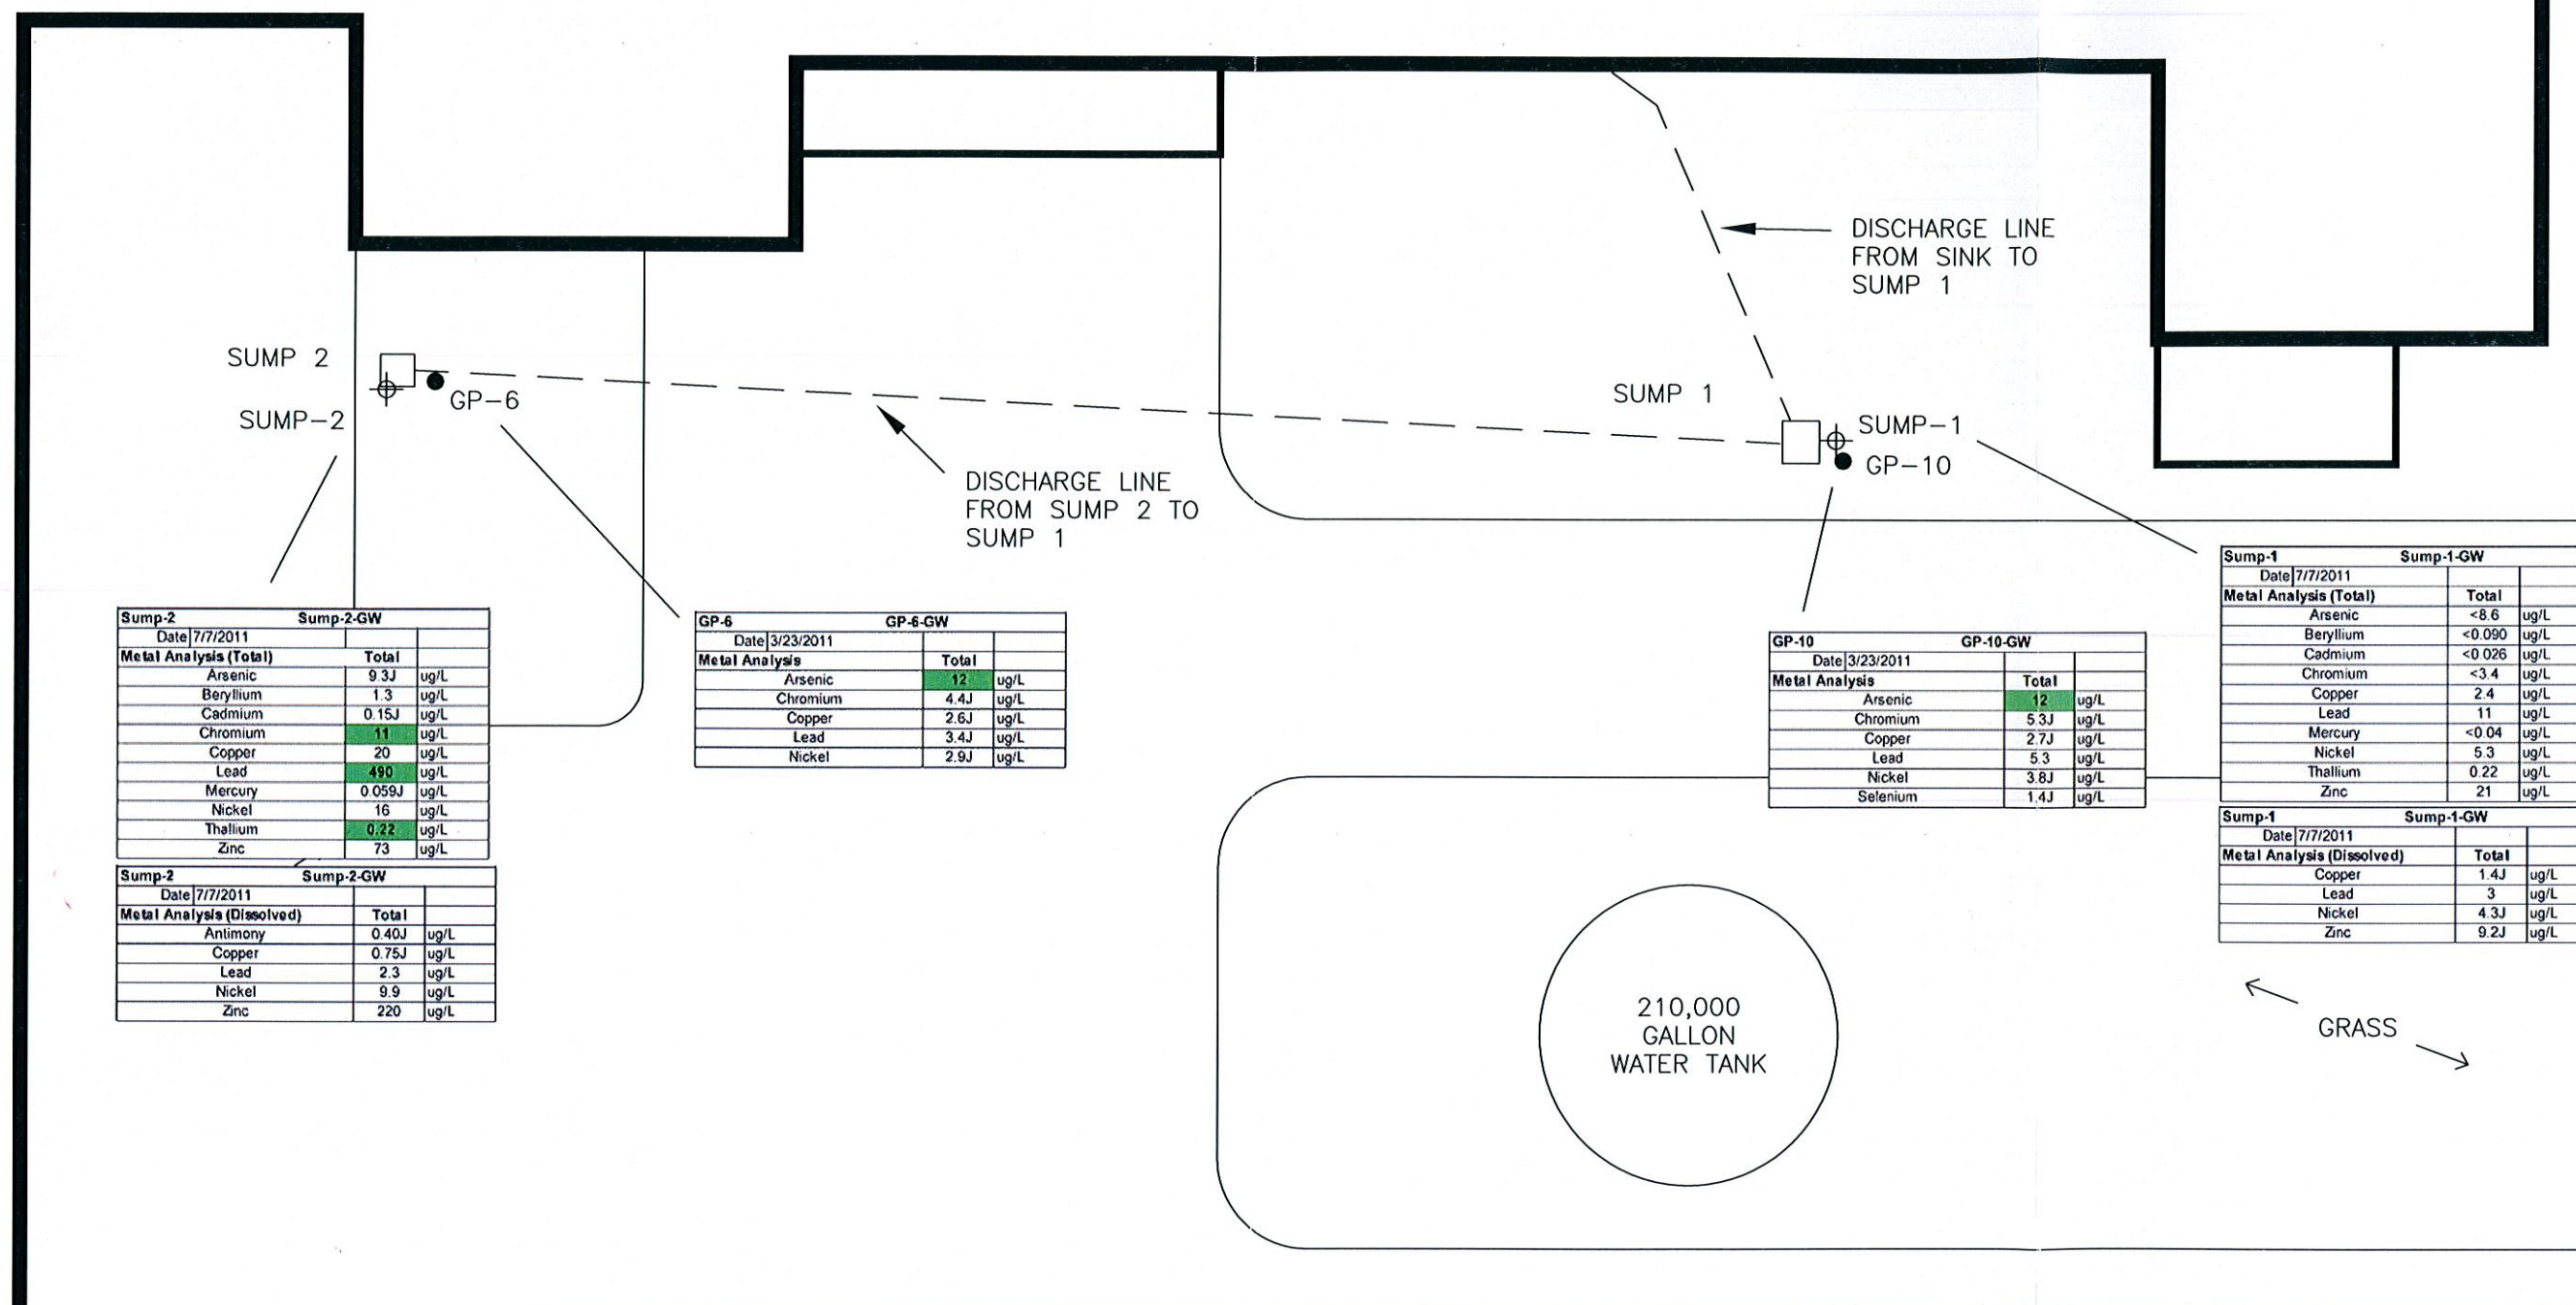 DISCHARGE LINE
FROM SINK TO
SUMP 1
SUMP 2
SUMP-2
GP-6
DISCHARGE LINE
FROM SUMP 2 TO
SUMP 1
SUMP 1
SUMP-1
GP-10
Sump-2 Sump-2-GW
Date 7/7/2011
Metal Analysis (Total) Total
Arsenic 9.3J ug/L
Beryllium 1.3 ug/L
Cadmium 0.15J ug/L
Chromium 11 ug/L
Copper 20 ug/L
Lead 490 ug/L
Mercury 0.059J ug/L
Nickel 16 ug/L
Thallium 0.22 ug/L
Zinc 73 ug/L
Sump-2 Sump-2-GW
Date 7/7/2011
Metal Analysis (Dissolved) Total
Antimony 0.40J ug/L
Copper 0.75J ug/L
Lead 2.3 ug/L
Nickel 9.9 ug/L
Zinc 220 ug/L
GP-6 GP-6-GW
Date 3/23/2011
Metal Analysis Total
Arsenic 12 ug/L
Chromium 4.4J ug/L
Copper 2.6J ug/L
Lead 3.4J ug/L
Nickel 2.9J ug/L
GP-10 GP-10-GW
Date 3/23/2011
Metal Analysis Total
Arsenic 12 ug/L
Chromium 5.3J ug/L
Copper 2.7J ug/L
Lead 5.3 ug/L
Nickel 3.8J ug/L
Selenium 1.4J ug/L
Sump-1 Sump-1-GW
Date 7/7/2011
Metal Analysis (Total) Total
Arsenic <8.6 ug/L
Beryllium <0.090 ug/L
Cadmium <0.026 ug/L
Chromium <3.4 ug/L
Copper 2.4 ug/L
Lead 11 ug/L
Mercury <0.04 ug/L
Nickel 5.3 ug/L
Thallium 0.22 ug/L
Zinc 21 ug/L
Sump-1 Sump-1-GW
Date 7/7/2011
Metal Analysis (Dissolved) Total
Copper 1.4J ug/L
Lead 3 ug/L
Nickel 4.3J ug/L
Zinc 9.2J ug/L
210,000
GALLON
WATER TANK
GRASS